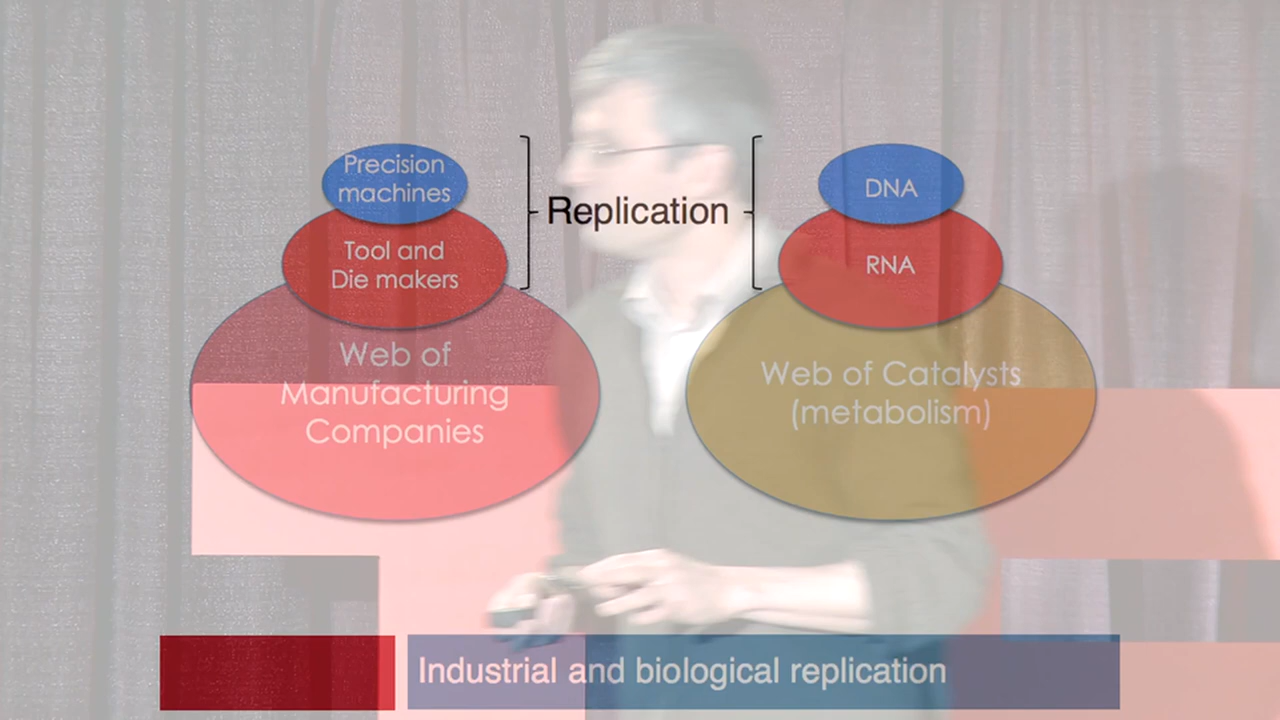 Precision
machines
Tool and
Die makers
Web of
Manufacturing
Companies
Replication
DNA
RNA
Web of Catalysts
(metabolism)
Industrial and biological replication